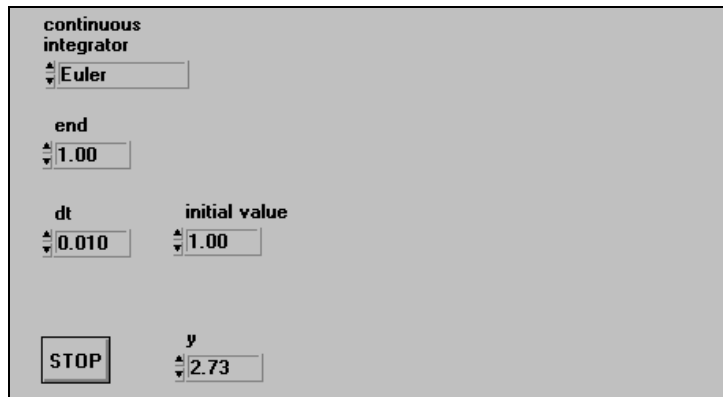 continuous
integrator
Euler
end
1.00
dt
initial value
0.010
1.00
y
STOP
2.73